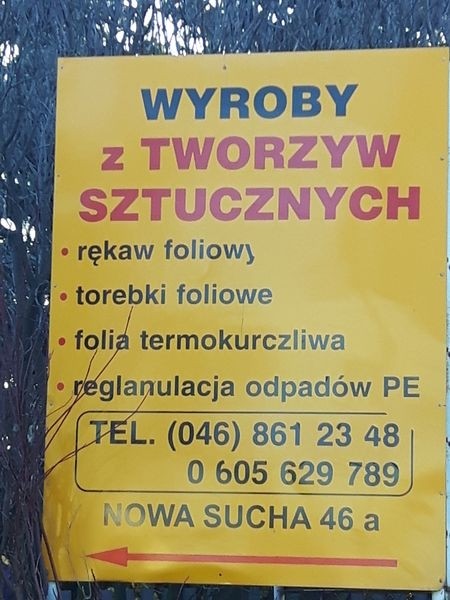 WYROBY
z TWORZYW
SZTUCZNYCH
• rękaw foliowy
• torebki foliowe
• folia termokurczliwa
• reglanulacja odpadów PE
TEL. (046) 861 23 48
0 605 629 789
NOWA SUCHA 46 a